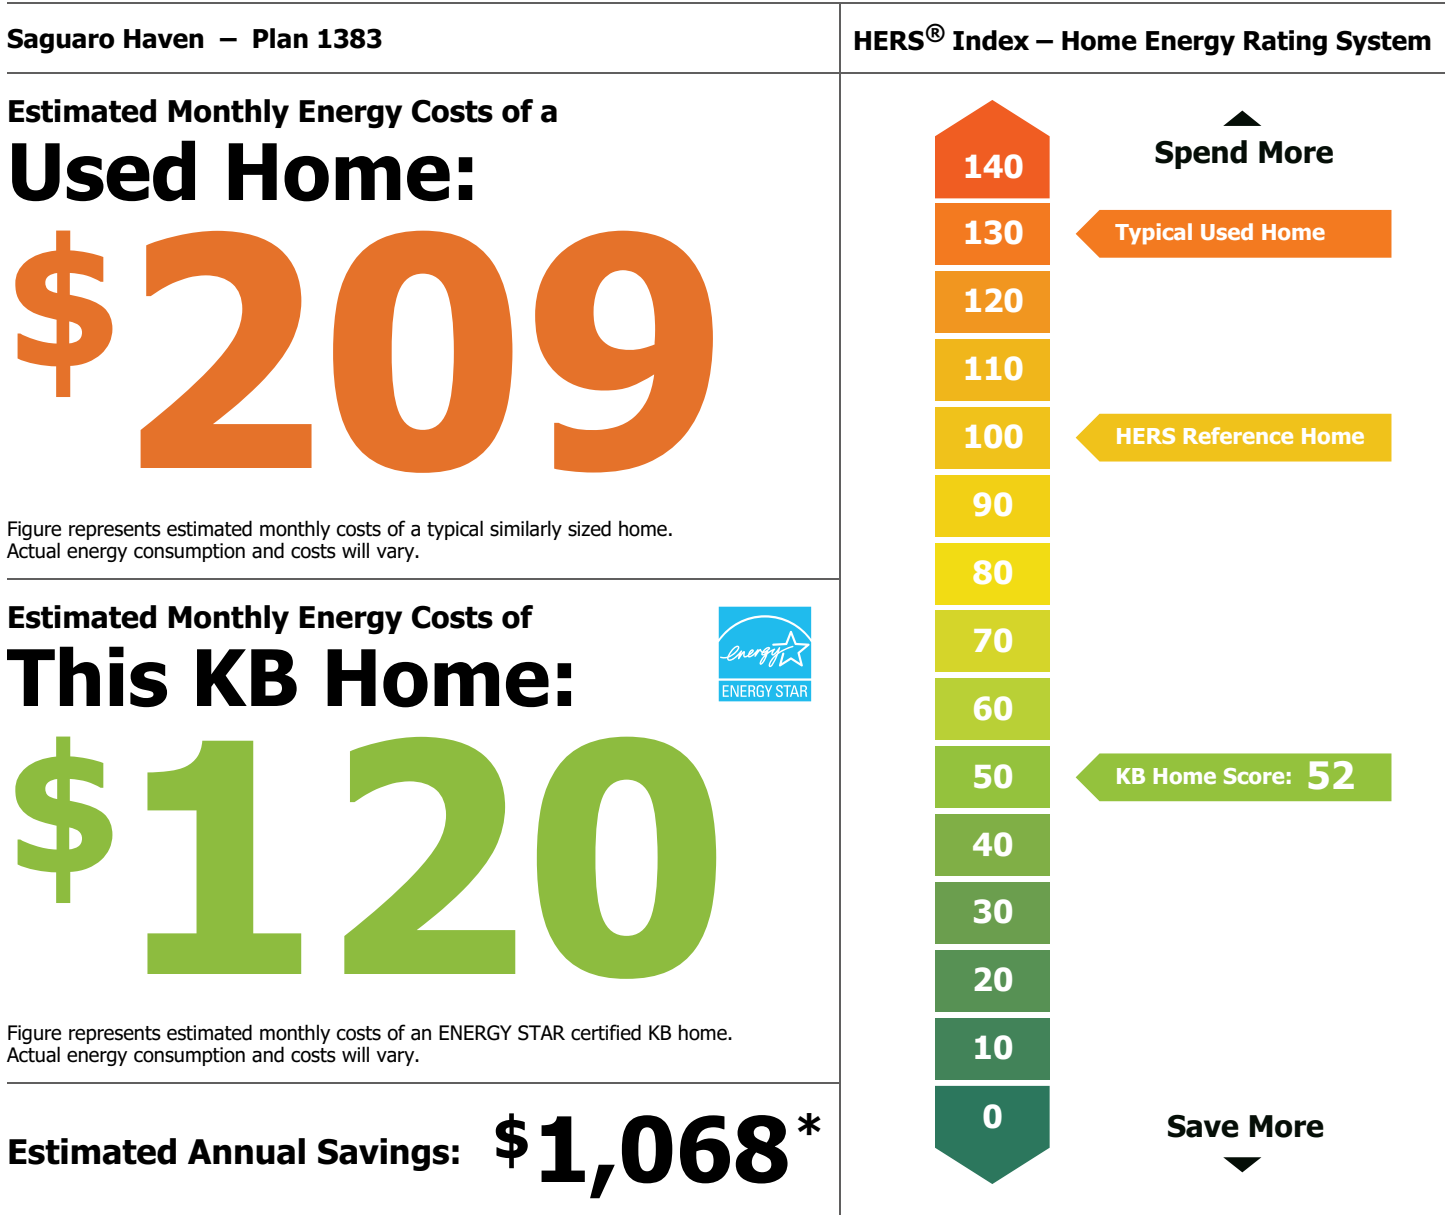 Saguaro Haven – Plan 1383
Estimated Monthly Energy Costs of a
Used Home:
$209
Figure represents estimated monthly costs of a typical similarly sized home.
Actual energy consumption and costs will vary.
Estimated Monthly Energy Costs of
This KB Home:
energy
ENERGY STAR
$120
Figure represents estimated monthly costs of an ENERGY STAR certified KB home.
Actual energy consumption and costs will vary.
Estimated Annual Savings: $1,068*
HERS® Index – Home Energy Rating System
Spend More
140
130 Typical Used Home
120
110
100 HERS Reference Home
90
80
70
60
50 KB Home Score: 52
40
30
20
10
0
Save More